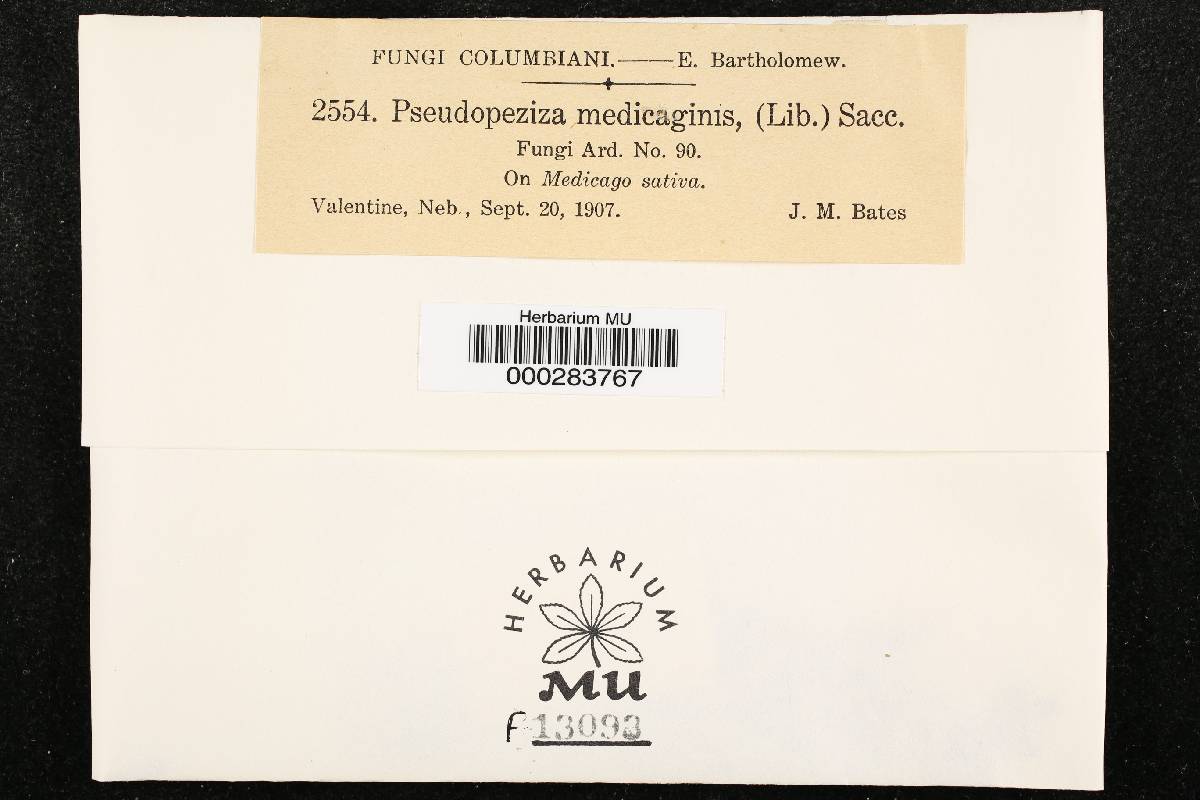 FUNGI COLUMBIANI.——E. Bartholomew.
2554. Pseudopeziza medicaginis, (Lib.) Sacc.
Fungi Ard. No. 90.
On Medicago sativa.
Valentine, Neb., Sept. 20, 1907. J. M. Bates
Herbarium MU
000283767
HERBARIUM
MU
F 13093